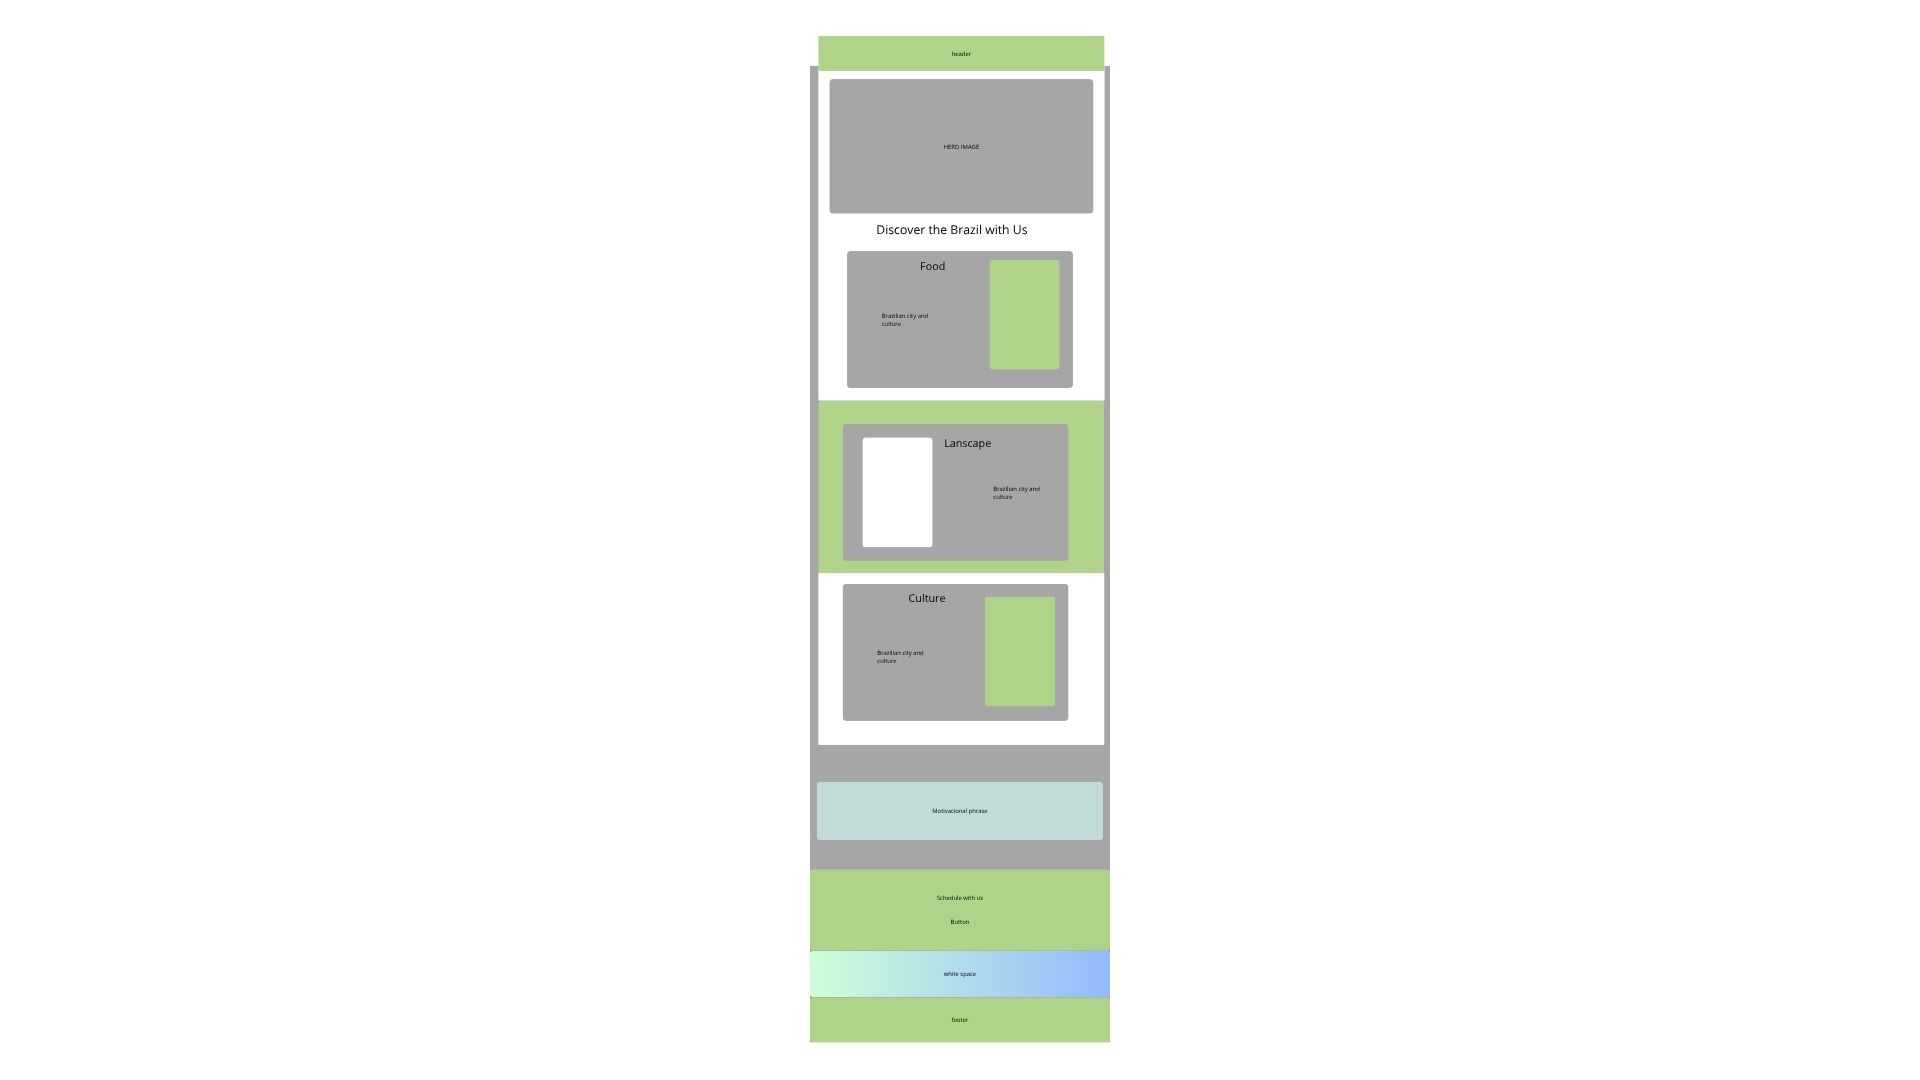 header
HERO IMAGE
Discover the Brazil with Us
Food
Brazilian city and
culture
Lanscape
Brazilian city and
culture
Culture
Brazilian city and
culture
Motivacional phrase
Schedule with us
Button
white space
footer